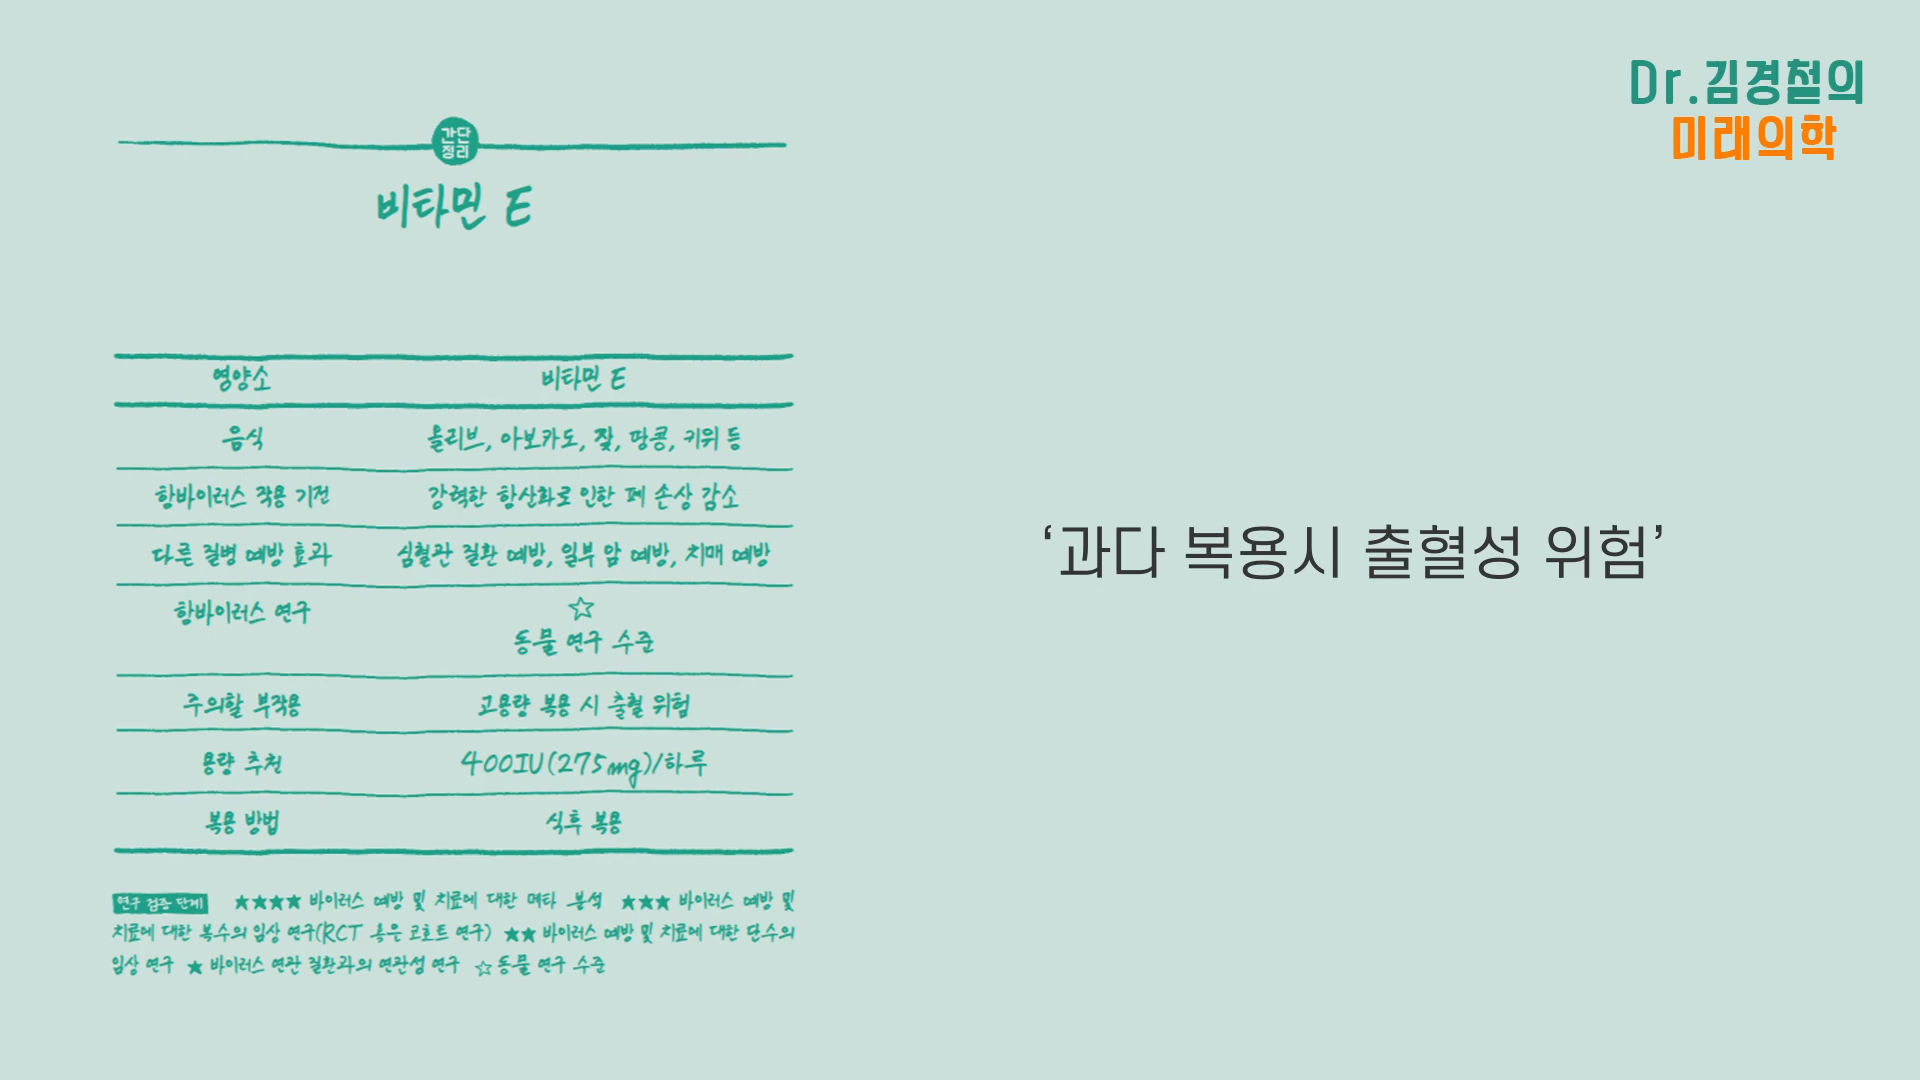 Dr.김경철의
미래의학
간단
정리
비타민 E
영양소 비타민 E
음식 올리브, 아보카도, 잣, 땅콩, 키위 등
항바이러스 작용 기전 강력한 항산화로 인한 폐 손상 감소
다른 질병 예방 효과 심혈관 질환 예방, 일부 암 예방, 치매 예방
항바이러스 연구 ☆
동물 연구 수준
주의할 부작용 고용량 복용 시 출혈 위험
용량 추천 400IU(275mg)/하루
복용 방법 식후 복용
연구 검증 단계 ★★★★ 바이러스 예방 및 치료에 대한 메타 분석 ★★★ 바이러스 예방 및
치료에 대한 복수의 임상 연구(RCT 혹은 코호트 연구) ★★ 바이러스 예방 및 치료에 대한 단수의
임상 연구 ★ 바이러스 연관 질환과의 연관성 연구 ☆ 동물 연구 수준
‘과다 복용시 출혈성 위험’